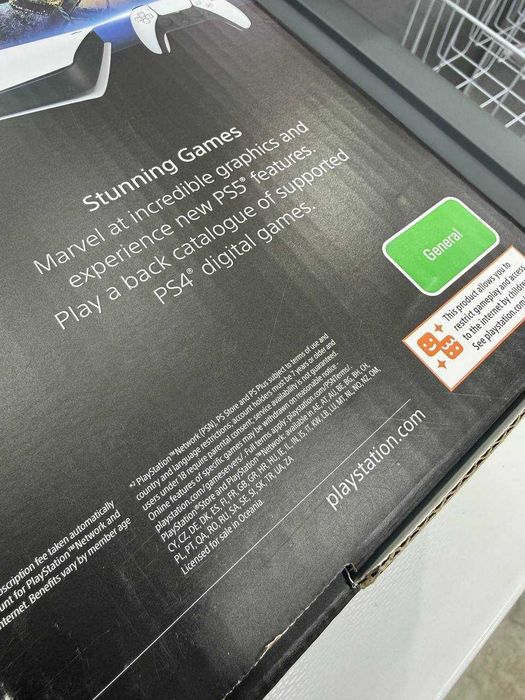 Stunning Games
Marvel at incredible graphics and
experience new PS5® features.
Play a back catalogue of supported
PS4® digital games.
General
This product allows you to
restrict gameplay and access
to the internet by children
See playstation.com
PlayStation™Network (PSN), PS Store and PS Plus subject to terms of use and
country and language restrictions; account holders must be 7 years or older and
users under 18 require parental consent; service availability is not guaranteed.
Online features of specific games may be withdrawn on reasonable notice.
playstation.com/gameservers/. Full terms apply: playstation.com/PSNTerms/.
PlayStation™Store and PlayStation™Network: available in AE, AT, AU, BE, BG, BH, CH,
CY, CZ, DE, DK, ES, FI, FR, GB, GR, HR, HU, IE, IL, IN, IS, IT, KW, LB, LU, MT, NL, NO, NZ, OM,
PL, PT, QA, RO, RU, SA, SE, SI, SK, TR, UA, ZA
Licensed for sale in Oceania.
playstation.com
scription fee taken automatically
unt for PlayStation™Network and
nternet. Benefits vary by member age